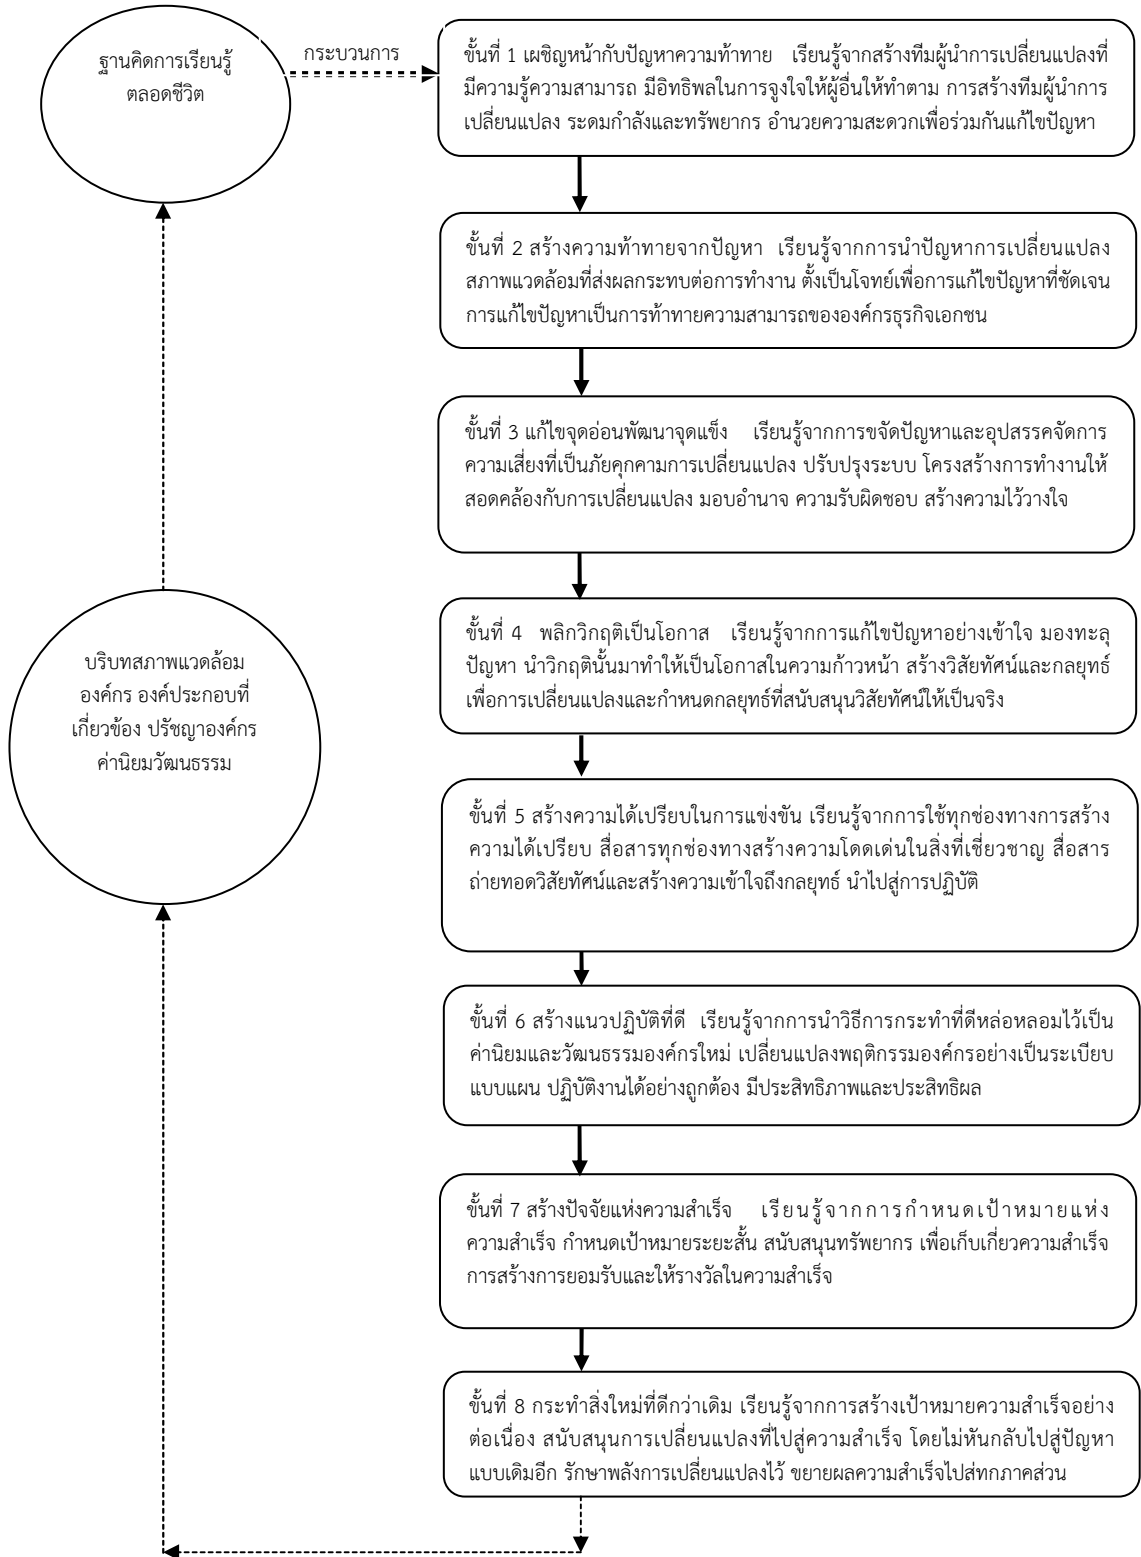 ฐานคิดการเรียนรู้
ตลอดชีวิต
กระบวนการ
ขั้นที่ 1 เผชิญหน้ากับปัญหาความท้าทาย เรียนรู้จากสร้างทีมผู้นำการเปลี่ยนแปลงที่
มีความรู้ความสามารถ มีอิทธิพลในการจูงใจให้ผู้อื่นให้ทำตาม การสร้างทีมผู้นำการ
เปลี่ยนแปลง ระดมกำลังและทรัพยากร อำนวยความสะดวกเพื่อร่วมกันแก้ไขปัญหา
ขั้นที่ 2 สร้างความท้าทายจากปัญหา เรียนรู้จากการนำปัญหาการเปลี่ยนแปลง
สภาพแวดล้อมที่ส่งผลกระทบต่อการทำงาน ตั้งเป็นโจทย์เพื่อการแก้ไขปัญหาที่ชัดเจน
การแก้ไขปัญหาเป็นการท้าทายความสามารถขององค์กรธุรกิจเอกชน
ขั้นที่ 3 แก้ไขจุดอ่อนพัฒนาจุดแข็ง เรียนรู้จากการขจัดปัญหาและอุปสรรคจัดการ
ความเสี่ยงที่เป็นภัยคุกคามการเปลี่ยนแปลง ปรับปรุงระบบ โครงสร้างการทำงานให้
สอดคล้องกับการเปลี่ยนแปลง มอบอำนาจ ความรับผิดชอบ สร้างความไว้วางใจ
ขั้นที่ 4 พลิกวิกฤติเป็นโอกาส เรียนรู้จากการแก้ไขปัญหาอย่างเข้าใจ มองทะลุ
ปัญหา นำวิกฤตินั้นมาทำให้เป็นโอกาสในความก้าวหน้า สร้างวิสัยทัศน์และกลยุทธ์
เพื่อการเปลี่ยนแปลงและกำหนดกลยุทธ์ที่สนับสนุนวิสัยทัศน์ให้เป็นจริง
บริบทสภาพแวดล้อม
องค์กร องค์ประกอบที่
เกี่ยวข้อง ปรัชญาองค์กร
ค่านิยมวัฒนธรรม
ขั้นที่ 5 สร้างความได้เปรียบในการแข่งขัน เรียนรู้จากการใช้ทุกช่องทางการสร้าง
ความได้เปรียบ สื่อสารทุกช่องทางสร้างความโดดเด่นในสิ่งที่เชี่ยวชาญ สื่อสาร
ถ่ายทอดวิสัยทัศน์และสร้างความเข้าใจถึงกลยุทธ์ นำไปสู่การปฏิบัติ
ขั้นที่ 6 สร้างแนวปฏิบัติที่ดี เรียนรู้จากการนำวิธีการกระทำที่ดีหล่อหลอมไว้เป็น
ค่านิยมและวัฒนธรรมองค์กรใหม่ เปลี่ยนแปลงพฤติกรรมองค์กรอย่างเป็นระเบียบ
แบบแผน ปฏิบัติงานได้อย่างถูกต้อง มีประสิทธิภาพและประสิทธิผล
ขั้นที่ 7 สร้างปัจจัยแห่งความสำเร็จ เรียนรู้จากการกำหนดเป้าหมายแห่ง
ความสำเร็จ กำหนดเป้าหมายระยะสั้น สนับสนุนทรัพยากร เพื่อเก็บเกี่ยวความสำเร็จ
การสร้างการยอมรับและให้รางวัลในความสำเร็จ
ขั้นที่ 8 กระทำสิ่งใหม่ที่ดีกว่าเดิม เรียนรู้จากการสร้างเป้าหมายความสำเร็จอย่าง
ต่อเนื่อง สนับสนุนการเปลี่ยนแปลงที่ไปสู่ความสำเร็จ โดยไม่หันกลับไปสู่ปัญหา
แบบเดิมอีก รักษาพลังการเปลี่ยนแปลงไว้ ขยายผลความสำเร็จไปสู่ทุกภาคส่วน